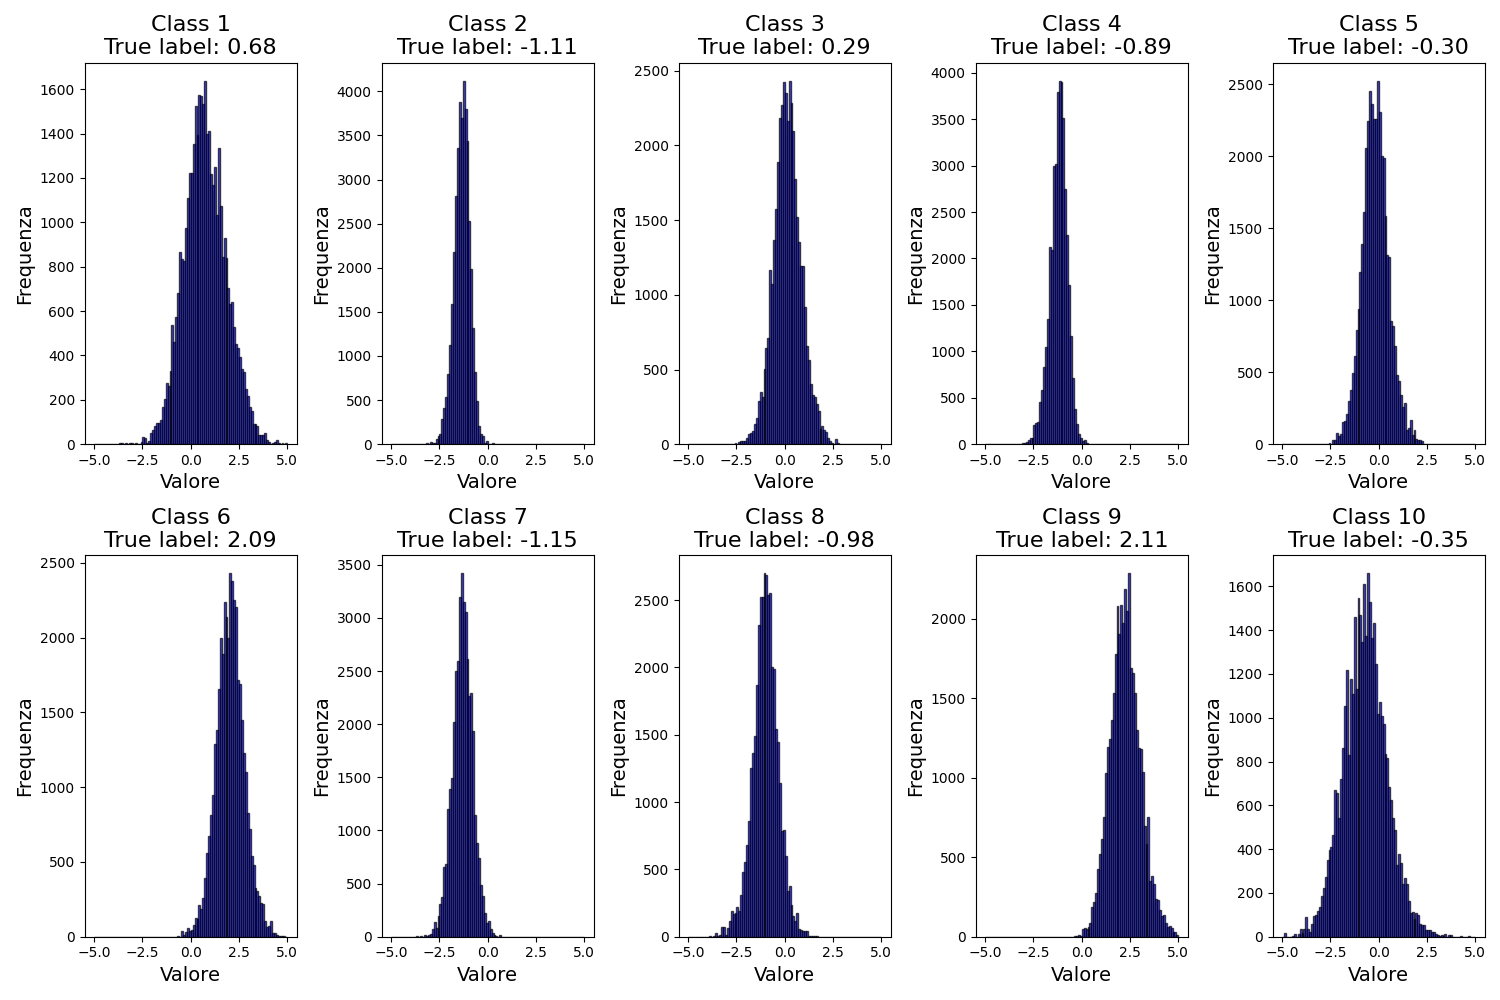 Class 1
True label: 0.68
Class 2
True label: -1.11
Class 3
True label: 0.29
Class 4
True label: -0.89
Class 5
True label: -0.30
Frequenza
1600
1400
1200
1000
800
600
400
200
0
−5.0 −2.5 0.0 2.5 5.0
Valore
Frequenza
4000
3500
3000
2500
2000
1500
1000
500
0
−5.0 −2.5 0.0 2.5 5.0
Valore
Frequenza
2500
2000
1500
1000
500
0
−5.0 −2.5 0.0 2.5 5.0
Valore
Frequenza
4000
3500
3000
2500
2000
1500
1000
500
0
−5.0 −2.5 0.0 2.5 5.0
Valore
Frequenza
2500
2000
1500
1000
500
0
−5.0 −2.5 0.0 2.5 5.0
Valore
Class 6
True label: 2.09
Class 7
True label: -1.15
Class 8
True label: -0.98
Class 9
True label: 2.11
Class 10
True label: -0.35
Frequenza
2500
2000
1500
1000
500
0
−5.0 −2.5 0.0 2.5 5.0
Valore
Frequenza
3500
3000
2500
2000
1500
1000
500
0
−5.0 −2.5 0.0 2.5 5.0
Valore
Frequenza
2500
2000
1500
1000
500
0
−5.0 −2.5 0.0 2.5 5.0
Valore
Frequenza
2000
1500
1000
500
0
−5.0 −2.5 0.0 2.5 5.0
Valore
Frequenza
1600
1400
1200
1000
800
600
400
200
0
−5.0 −2.5 0.0 2.5 5.0
Valore